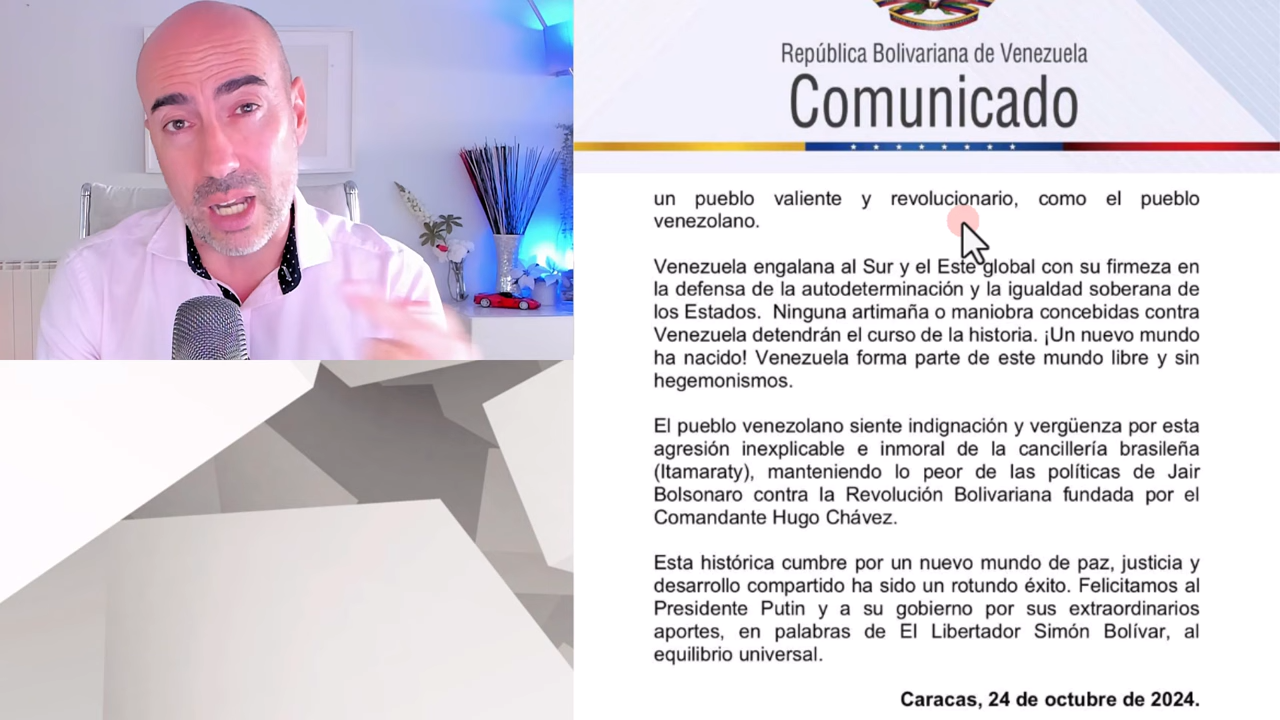 República Bolivariana de Venezuela
Comunicado
un pueblo valiente y revolucionario, como el pueblo
venezolano.
Venezuela engalana al Sur y el Este global con su firmeza en
la defensa de la autodeterminación y la igualdad soberana de
los Estados. Ninguna artimaña o maniobra concebidas contra
Venezuela detendrán el curso de la historia. ¡Un nuevo mundo
ha nacido! Venezuela forma parte de este mundo libre y sin
hegemonismos.
El pueblo venezolano siente indignación y vergüenza por esta
agresión inexplicable e inmoral de la cancillería brasileña
(Itamaraty), manteniendo lo peor de las políticas de Jair
Bolsonaro contra la Revolución Bolivariana fundada por el
Comandante Hugo Chávez.
Esta histórica cumbre por un nuevo mundo de paz, justicia y
desarrollo compartido ha sido un rotundo éxito. Felicitamos al
Presidente Putin y a su gobierno por sus extraordinarios
aportes, en palabras de El Libertador Simón Bolívar, al
equilibrio universal.
Caracas, 24 de octubre de 2024.